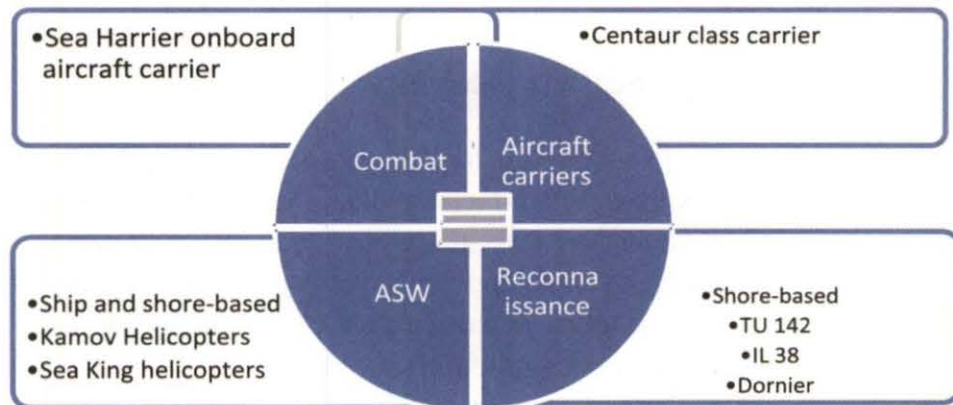 •Sea Harrier onboard
aircraft carrier
•Centaur class carrier
Combat
Aircraft
carriers
ASW
Reconna
issance
•Ship and shore-based
•Kamov Helicopters
•Sea King helicopters
•Shore-based
•TU 142
•IL 38
•Dornier